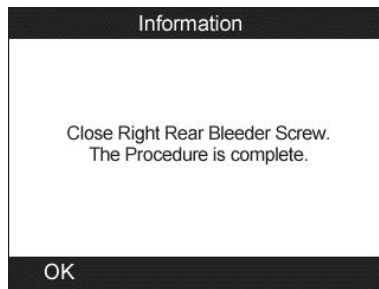 Information
Close Right Rear Bleeder Screw.
The Procedure is complete.
OK